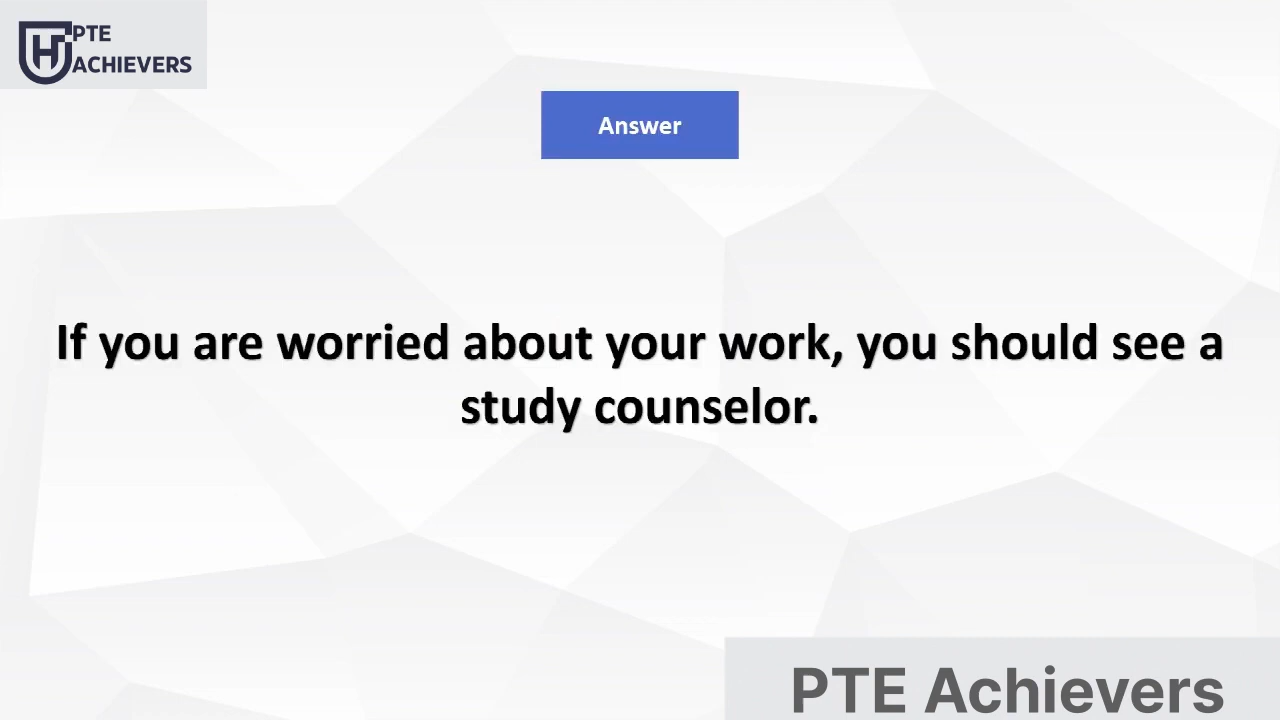 PTE
ACHIEVERS
Answer
If you are worried about your work, you should see a
study counselor.
PTE Achievers